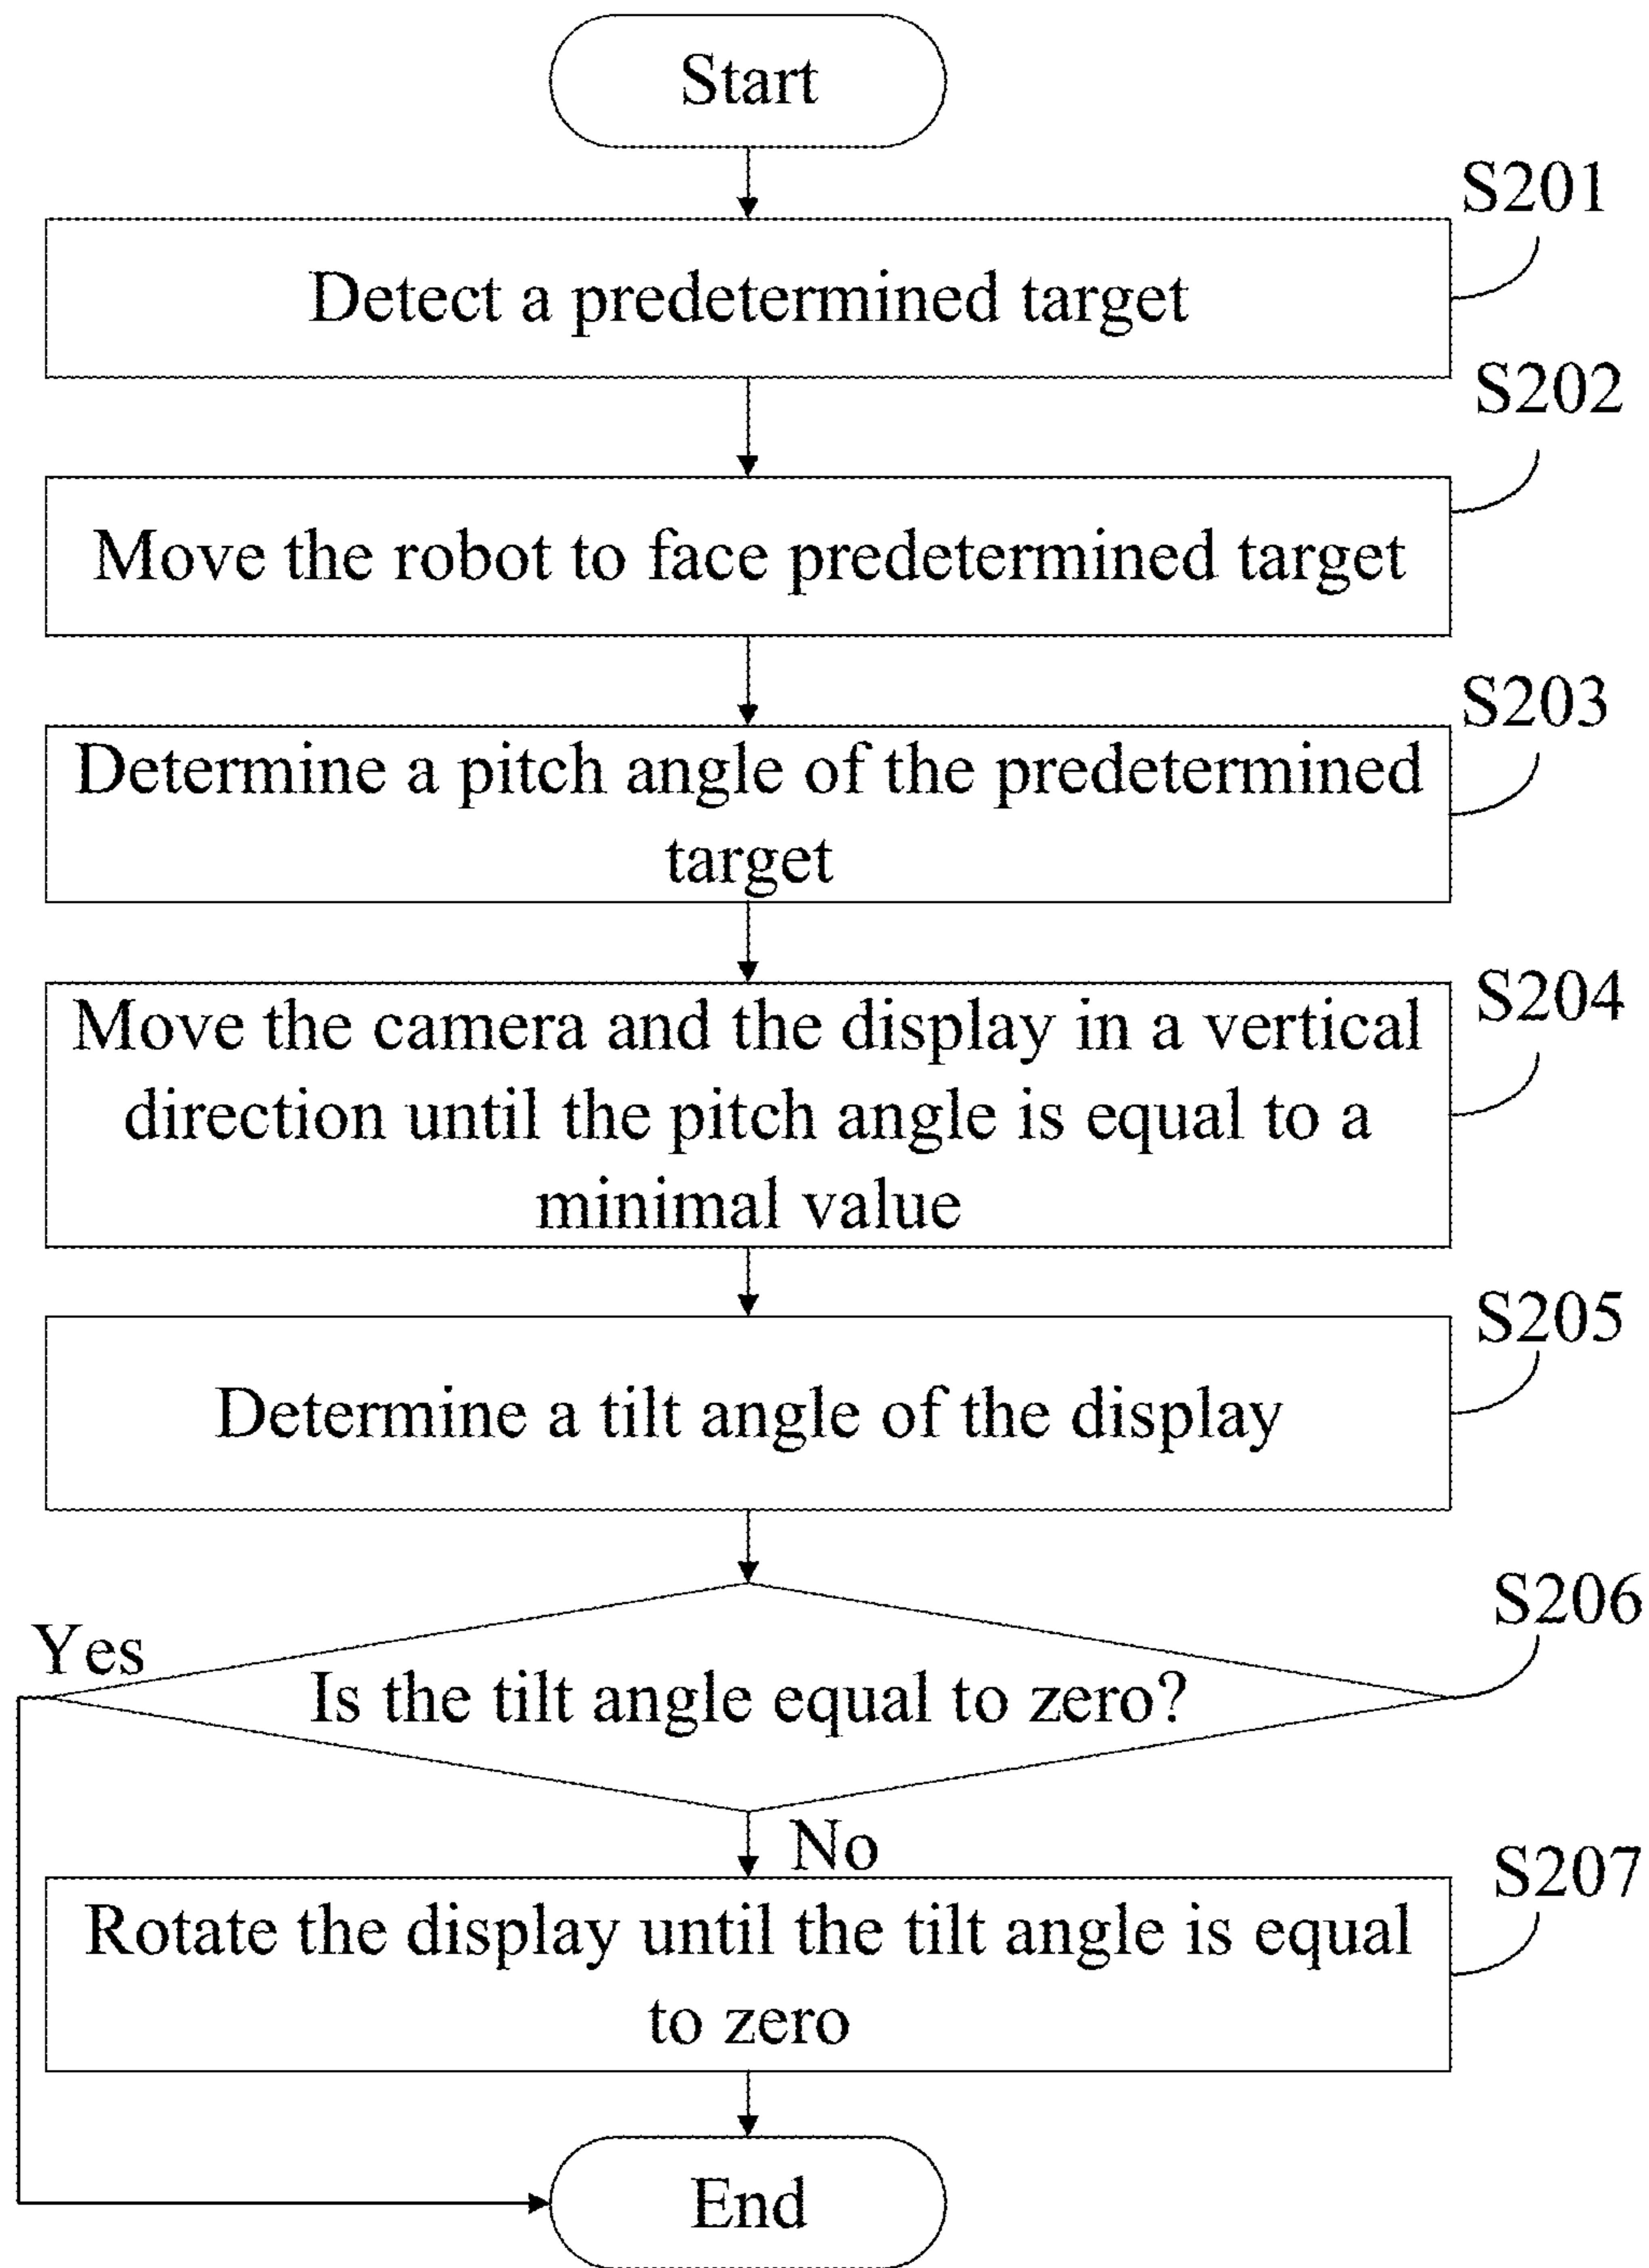 Start
S201
Detect a predetermined target
S202
Move the robot to face predetermined target
S203
Determine a pitch angle of the predetermined
target
S204
Move the camera and the display in a vertical
direction until the pitch angle is equal to a
minimal value
S205
Determine a tilt angle of the display
S206
Yes
Is the tilt angle equal to zero?
No
S207
Rotate the display until the tilt angle is equal
to zero
End